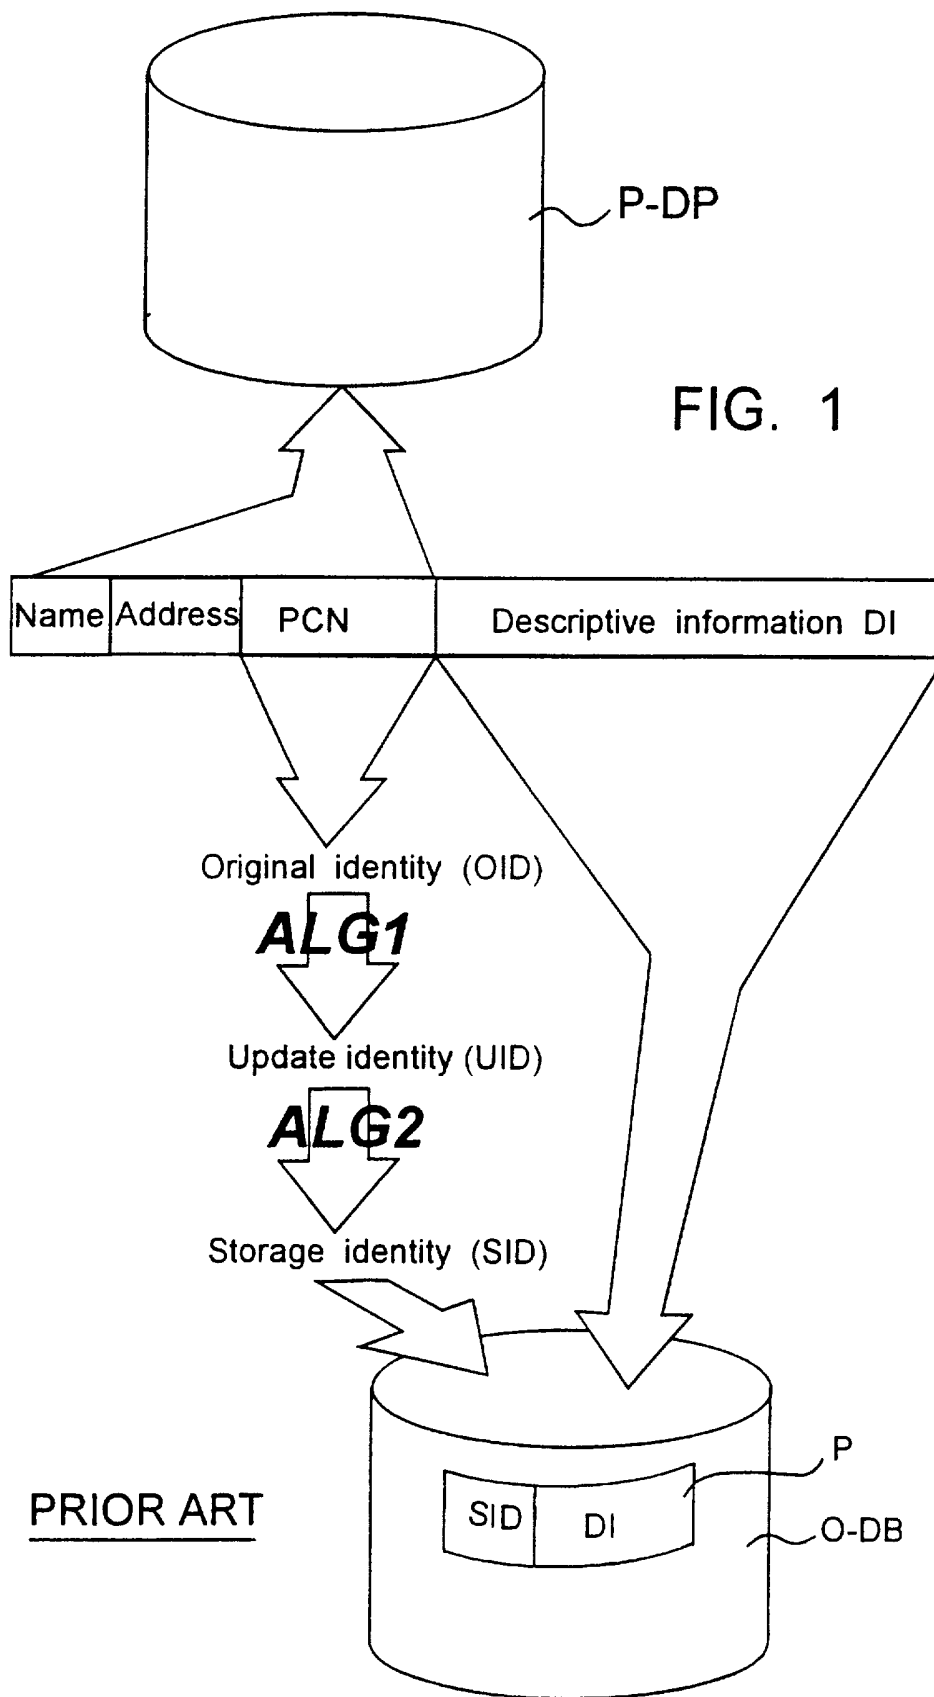 P-DP
FIG. 1
Name Address PCN Descriptive information DI
Original identity (OID)
ALG1
Update identity (UID)
ALG2
Storage identity (SID)
P
SID DI
O-DB
PRIOR ART